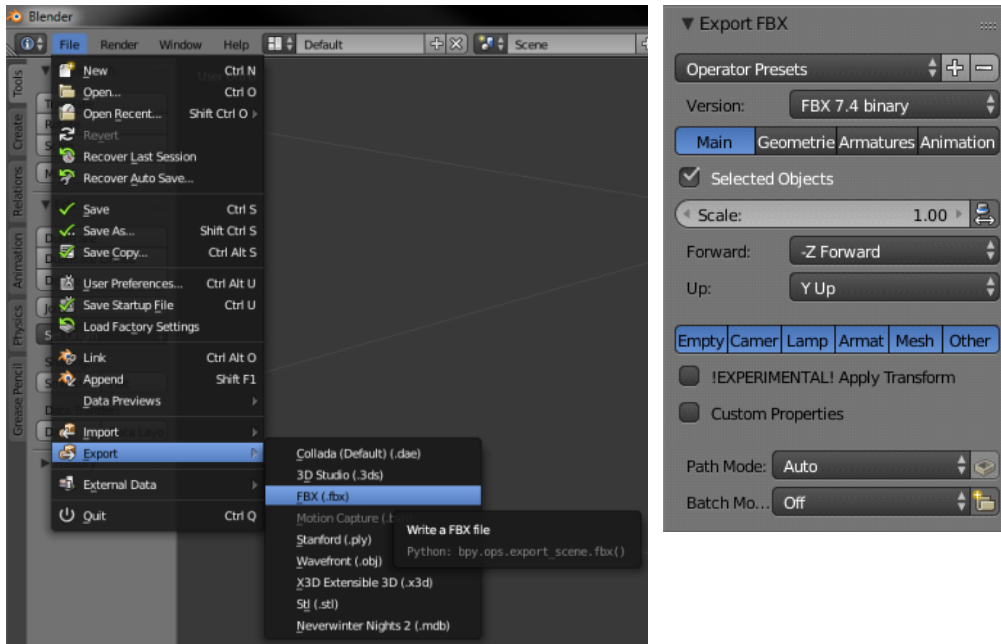 Blender
File Render Window Help Default Scene
Tools
Create
Relations
Animation
Physics
Grease Pencil
New Ctrl N
Open... Ctrl O
Open Recent... Shift Ctrl O
Revert
Recover Last Session
Recover Auto Save...
Save Ctrl S
Save As... Shift Ctrl S
Save Copy... Ctrl Alt S
User Preferences... Ctrl Alt U
Save Startup File Ctrl U
Load Factory Settings
Link Ctrl Alt O
Append Shift F1
Data Previews
Import
Export
External Data
Quit Ctrl Q
Collada (Default) (.dae)
3D Studio (.3ds)
FBX (.fbx)
Motion Capture (.b
Stanford (.ply)
Wavefront (.obj)
X3D Extensible 3D (.x3d)
Stl (.stl)
Neverwinter Nights 2 (.mdb)
Write a FBX file
Python: bpy.ops.export_scene.fbx()
Export FBX
Operator Presets
Version: FBX 7.4 binary
Main Geometrie Armatures Animation
Selected Objects
Scale: 1.00
Forward: -Z Forward
Up: Y Up
Empty Camer Lamp Armat Mesh Other
!EXPERIMENTAL! Apply Transform
Custom Properties
Path Mode: Auto
Batch Mo... Off